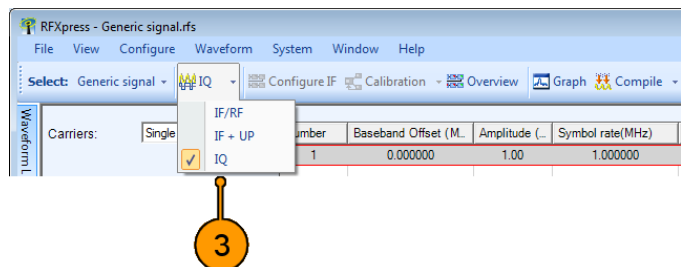 RFXpress - Generic signal.rfs
File View Configure Waveform System Window Help
Select: Generic signal IQ Configure IF Calibration Overview Graph Compile
IF/RF
Carriers: Single umber Baseband Offset (M... Amplitude (... Symbol rate(MHz)
IF + UP
1 0.000000 1.00 1.000000
IQ
Waveform L
3